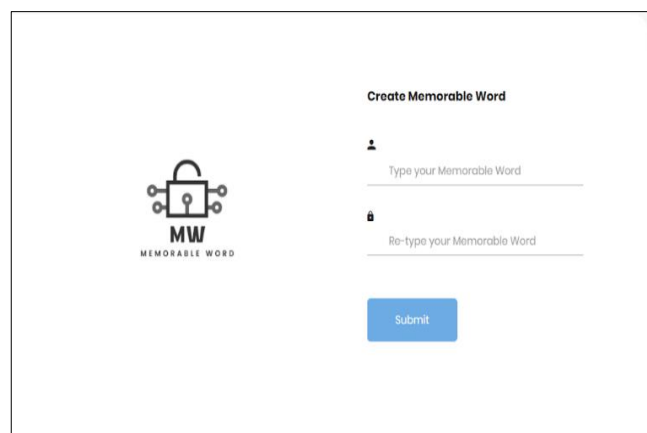 Create Memorable Word
Type your Memorable Word
MW
MEMORABLE WORD
Re-type your Memorable Word
Submit